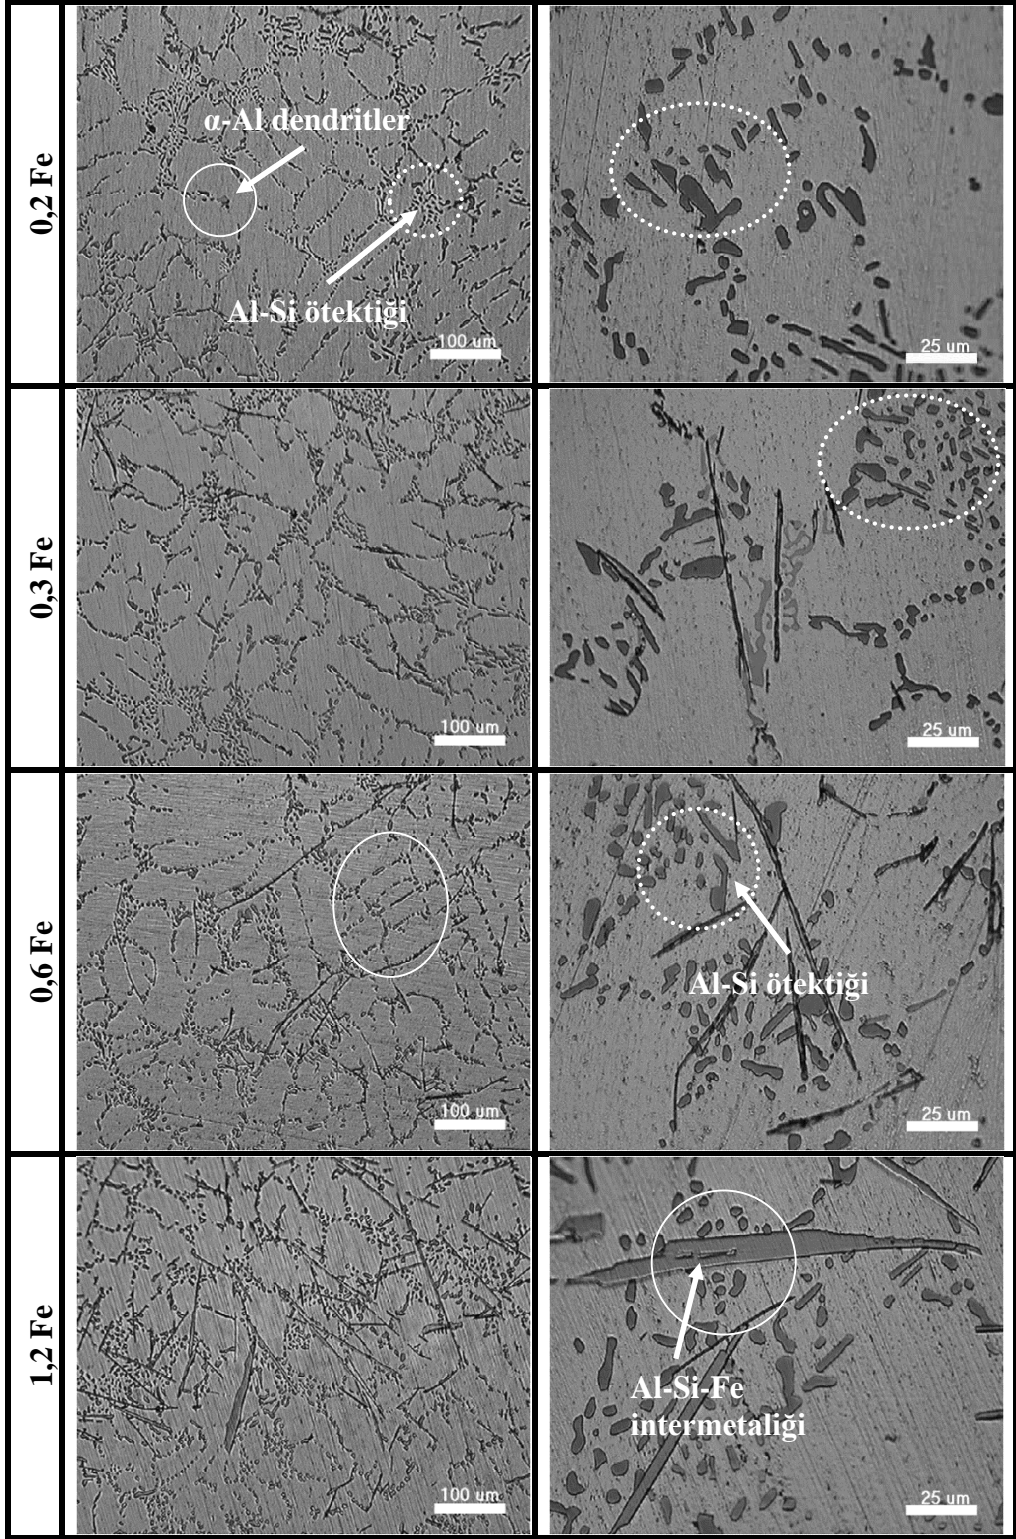 0,2 Fe
α-Al dendritler
Al-Si ötektiği
100 um
25 um
0,3 Fe
100 um
25 um
0,6 Fe
100 um
Al-Si ötektiği
25 um
1,2 Fe
100 um
Al-Si-Fe
intermetaliği
25 um